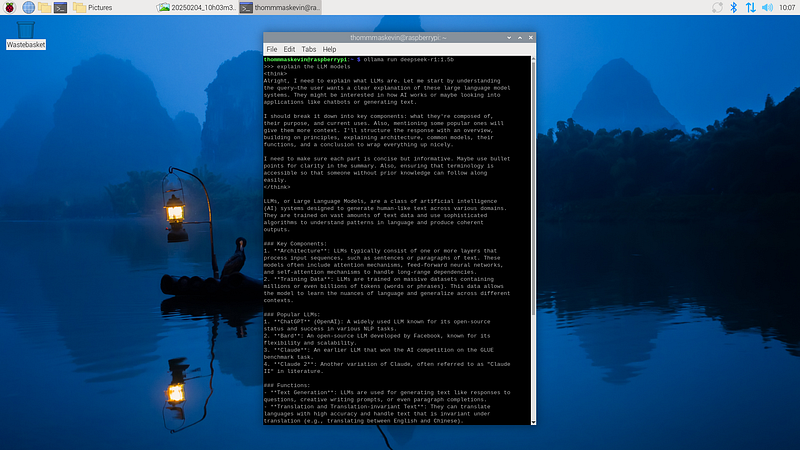 Pictures
20250204_10h03m3...
thommmaskevin@ra...
10:07
Wastebasket
thommmaskevin@raspberrypi: ~
File Edit Tabs Help
thommmaskevin@raspberrypi:~ $ ollama run deepseek-r1:1.5b
>>> explain the LLM models
<think>
Alright, I need to explain what LLMs are. Let me start by understanding
the query—the user wants a clear explanation of these large language model
systems. They might be interested in how AI works or maybe looking into
applications like chatbots or generating text.
I should break it down into key components: what they're composed of,
their purpose, and current uses. Also, mentioning some popular ones will
give them more context. I'll structure the response with an overview,
building on principles, explaining architecture, common models, their
functions, and a conclusion to wrap everything up nicely.
I need to make sure each part is concise but informative. Maybe use bullet
points for clarity in the summary. Also, ensuring that terminology is
accessible so that someone without prior knowledge can follow along
easily.
</think>
LLMs, or Large Language Models, are a class of artificial intelligence
(AI) systems designed to generate human-like text across various domains.
They are trained on vast amounts of text data and use sophisticated
algorithms to understand patterns in language and produce coherent
outputs.
### Key Components:
1. **Architecture**: LLMs typically consist of one or more layers that
process input sequences, such as sentences or paragraphs of text. These
models often include attention mechanisms, feed-forward neural networks,
and self-attention mechanisms to handle long-range dependencies.
2. **Training Data**: LLMs are trained on massive datasets containing
millions or even billions of tokens (words or phrases). This data allows
the model to learn the nuances of language and generalize across different
contexts.
### Popular LLMs:
1. **ChatGPT** (OpenAI): A widely used LLM known for its open-source
status and success in various NLP tasks.
2. **Bard**: An open-source LLM developed by Facebook, known for its
flexibility and scalability.
3. **Claude**: An earlier LLM that won the AI competition on the GLUE
benchmark task.
4. **Claude 2**: Another variation of Claude, often referred to as "Claude
II" in literature.
### Functions:
- **Text Generation**: LLMs are used for generating text like responses to
questions, creative writing prompts, or even paragraph completions.
- **Translation and Translation-invariant Text**: They can translate
languages with high accuracy and handle text that is invariant under
translation (e.g., translating between English and Chinese).